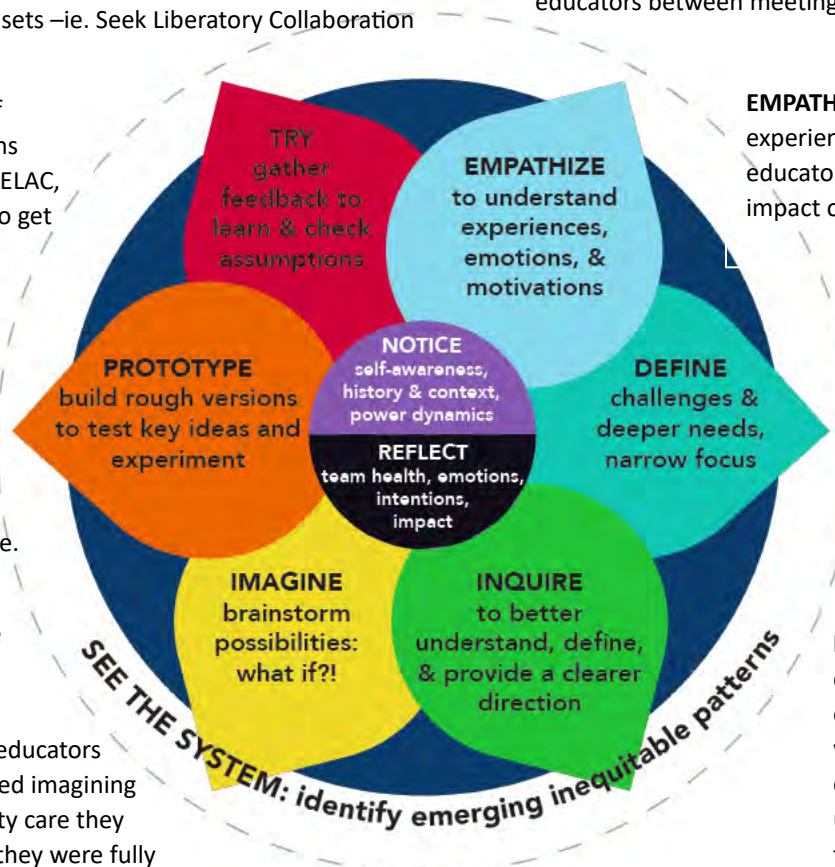 sets –ie. Seek Liberatory Collaboration
educators between meeting
ns
ELAC,
o get
EMPATH
experien
educato
impact o
TRY
gather
feedback to
learn & check
assumptions
EMPATHIZE
to understand
experiences,
emotions, &
motivations
PROTOTYPE
build rough versions
to test key ideas and
experiment
NOTICE
self-awareness,
history & context,
power dynamics
REFLECT
team health, emotions,
intentions,
impact
DEFINE
challenges &
deeper needs,
narrow focus
e.
IMAGINE
brainstorm
possibilities:
what if?!
INQUIRE
to better
understand, define,
& provide a clearer
direction
SEE THE SYSTEM: identify emerging inequitable patterns
educators
ed imagining
ty care they
they were fully